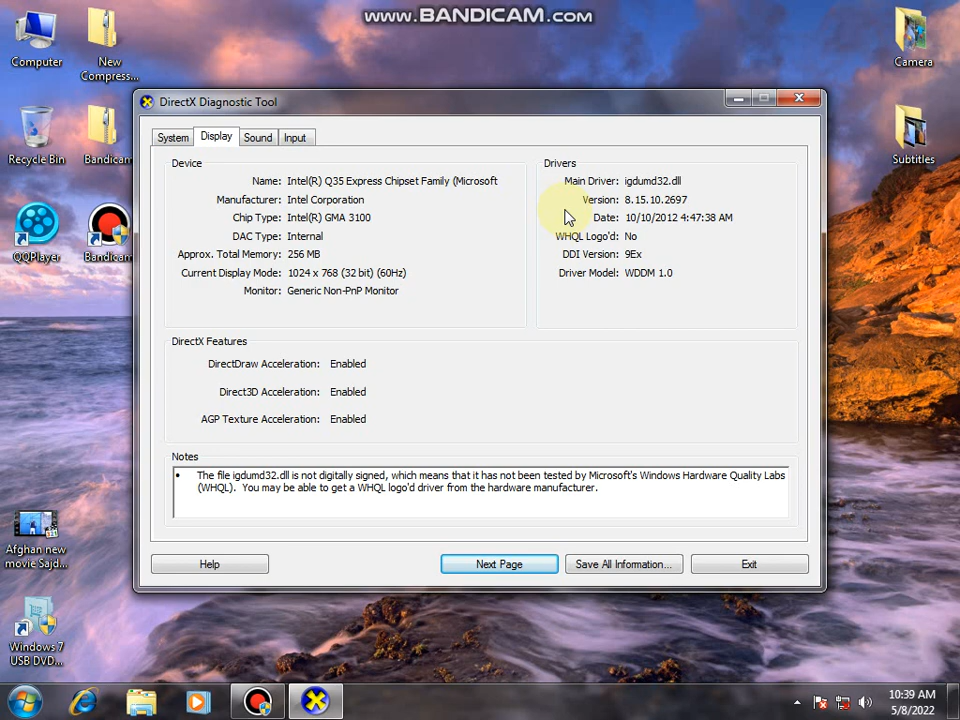 www.BANDICAM.com
Computer
New
Compress...
Camera
Recycle Bin
Bandicam
Subtitles
QQPlayer
Bandicam
Afghan new
movie Sajd...
Windows 7
USB DVD...
DirectX Diagnostic Tool
System
Display
Sound
Input
Device
Name: Intel(R) Q35 Express Chipset Family (Microsoft
Manufacturer: Intel Corporation
Chip Type: Intel(R) GMA 3100
DAC Type: Internal
Approx. Total Memory: 256 MB
Current Display Mode: 1024 x 768 (32 bit) (60Hz)
Monitor: Generic Non-PnP Monitor
Drivers
Main Driver: igdumd32.dll
Version: 8.15.10.2697
Date: 10/10/2012 4:47:38 AM
WHQL Logo'd: No
DDI Version: 9Ex
Driver Model: WDDM 1.0
DirectX Features
DirectDraw Acceleration: Enabled
Direct3D Acceleration: Enabled
AGP Texture Acceleration: Enabled
Notes
• The file igdumd32.dll is not digitally signed, which means that it has not been tested by Microsoft's Windows Hardware Quality Labs
(WHQL). You may be able to get a WHQL logo'd driver from the hardware manufacturer.
Help
Next Page
Save All Information...
Exit
10:39 AM
5/8/2022